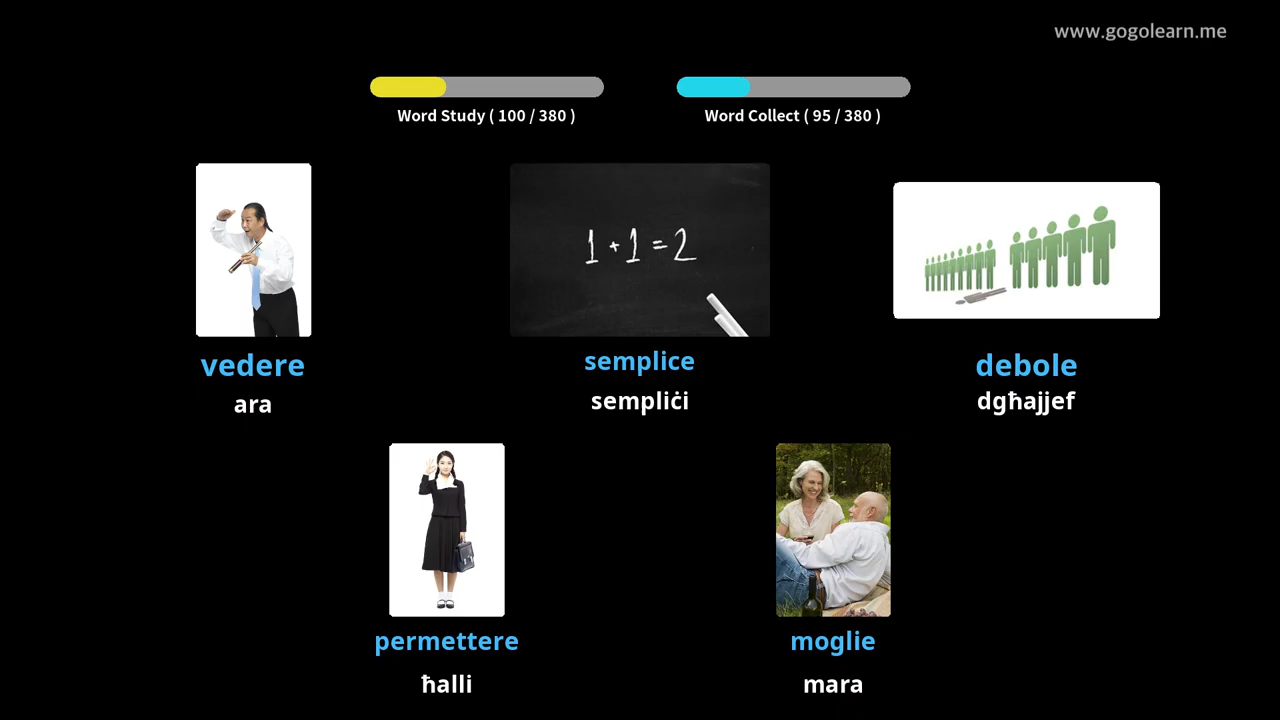 www.gogolearn.me
Word Study ( 100 / 380 )
Word Collect ( 95 / 380 )
1 + 1 = 2
vedere
semplice
debole
ara
sempliċi
dgħajjef
permettere
moglie
ħalli
mara